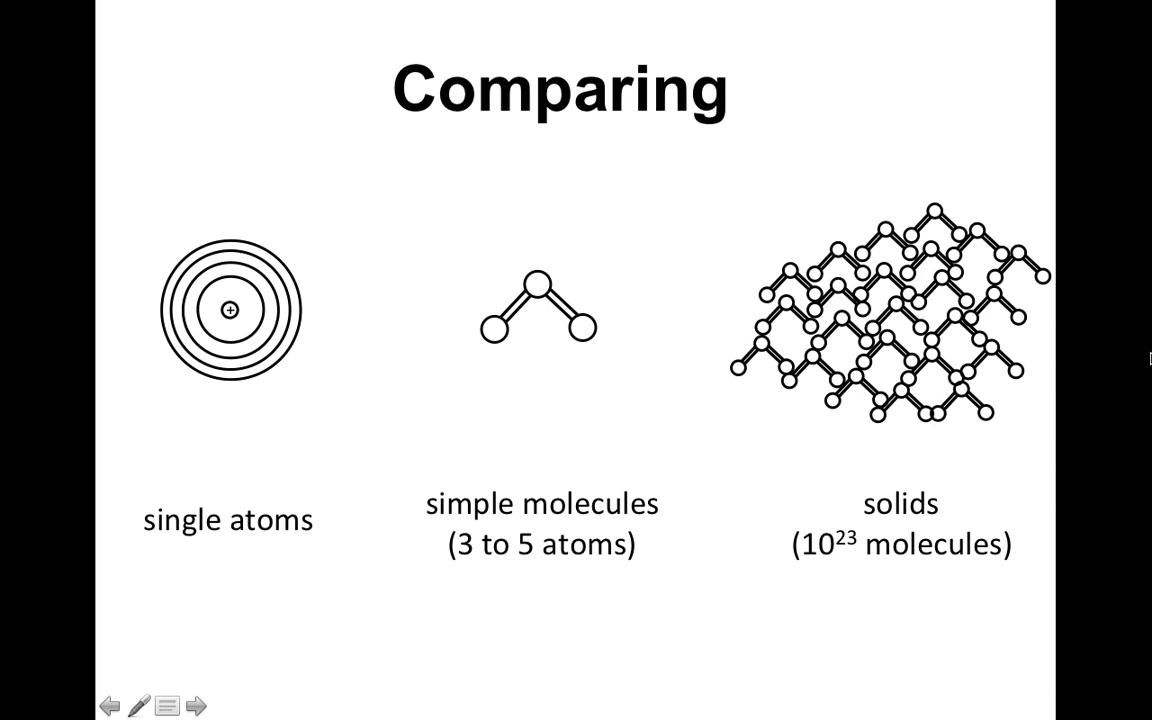 Comparing
+
single atoms
simple molecules
(3 to 5 atoms)
solids
(10²³ molecules)